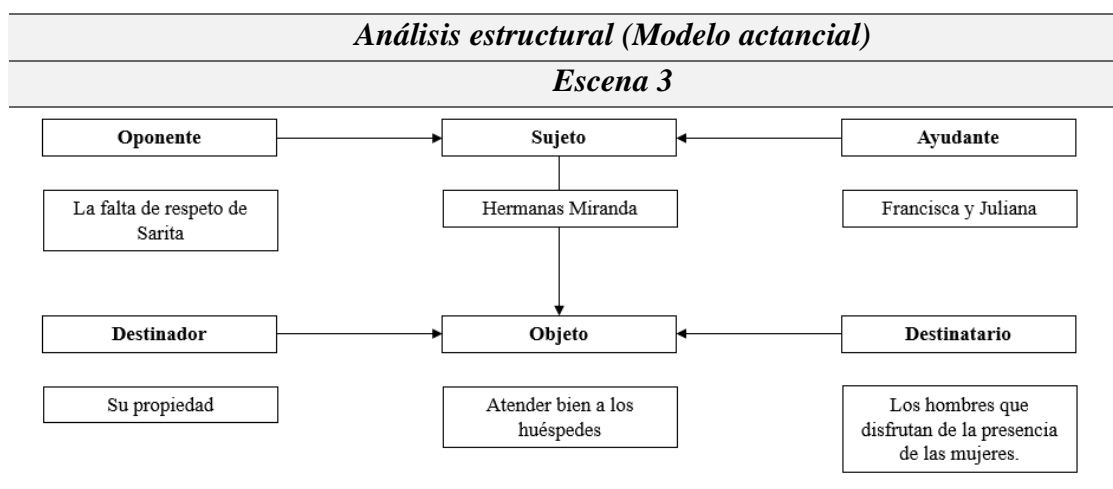 Análisis estructural (Modelo actancial)
Escena 3
Oponente
Sujeto
Ayudante
La falta de respeto de
Sarita
Hermanas Miranda
Francisca y Juliana
Destinador
Objeto
Destinatario
Su propiedad
Atender bien a los
huéspedes
Los hombres que
disfrutan de la presencia
de las mujeres.